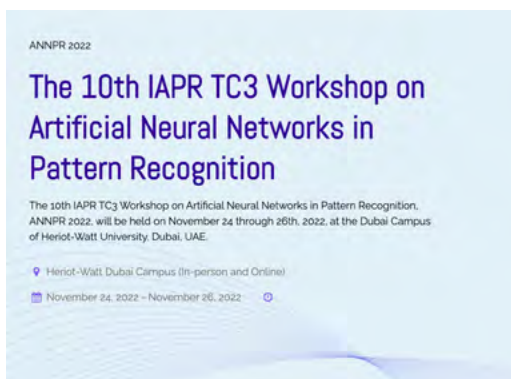 ANNPR 2022
The 10th IAPR TC3 Workshop on
Artificial Neural Networks in
Pattern Recognition
The 10th IAPR TC3 Workshop on Artificial Neural Networks in Pattern Recognition,
ANNPR 2022, will be held on November 24 through 26th, 2022, at the Dubai Campus
of Heriot-Watt University, Dubai, UAE.
Heriot-Watt Dubai Campus (In-person and Online)
November 24, 2022 - November 26, 2022